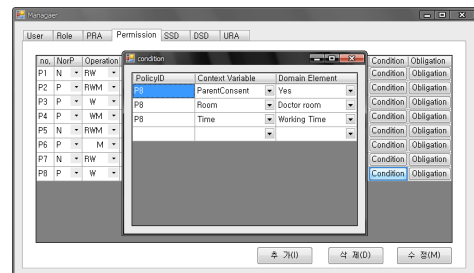 Managaer
User Role PRA Permission SSD DSD URA
no, NorP Operation Condition Obligation
P1 N RW Condition Obligation
P2 P RWM Condition Obligation
P3 P W Condition Obligation
P4 P WM Condition Obligation
P5 N RWM Condition Obligation
P6 P M Condition Obligation
P7 N RW Condition Obligation
P8 P W Condition Obligation
condition
PolicyID Context Variable Domain Element
P8 ParentConsent Yes
P8 Room Doctor room
P8 Time Working Time
추 가(I) 삭 제(D) 수 정(M)